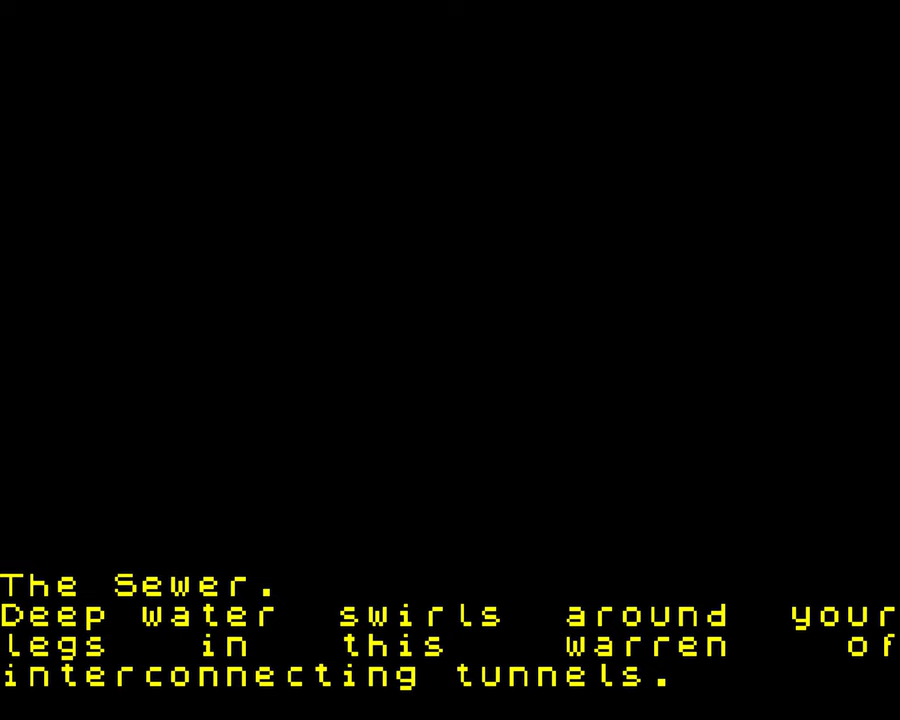 The Sewer.
Deep water swirls around your
legs in this warren of
interconnecting tunnels.